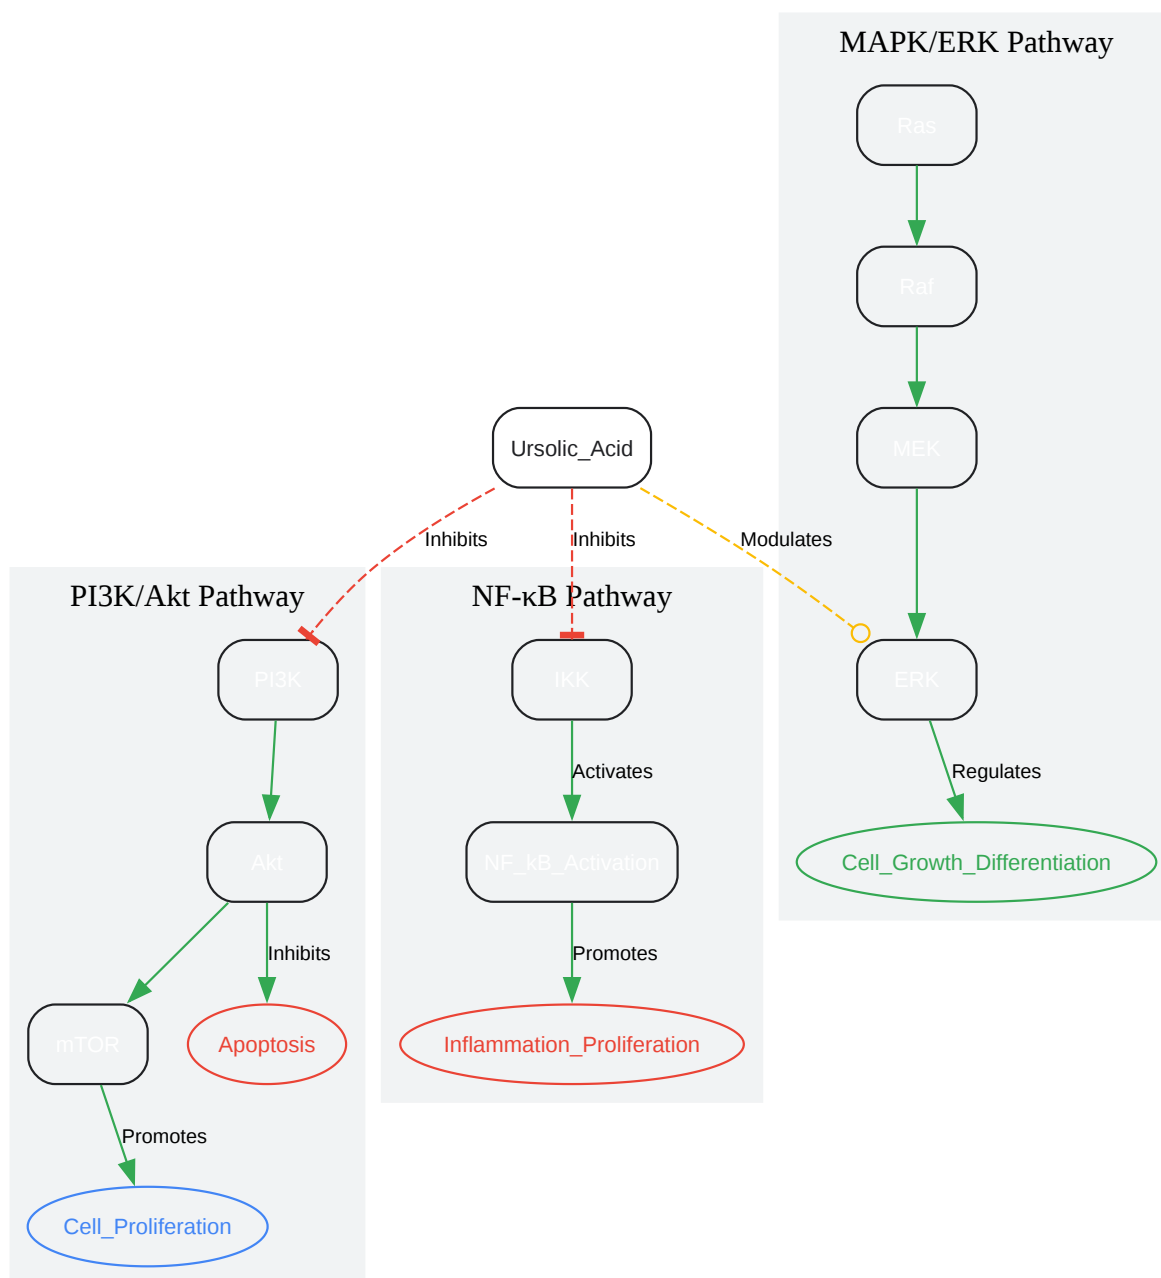 MAPK/ERK Pathway
Ras
Raf
Ursolic_Acid
MEK
Inhibits
Inhibits
Modulates
PI3K/Akt Pathway
NF-κB Pathway
PI3K
IKK
ERK
Activates
Regulates
Akt
NF_kB_Activation
Cell_Growth_Differentiation
Inhibits
Promotes
mTOR
Apoptosis
Inflammation_Proliferation
Promotes
Cell_Proliferation